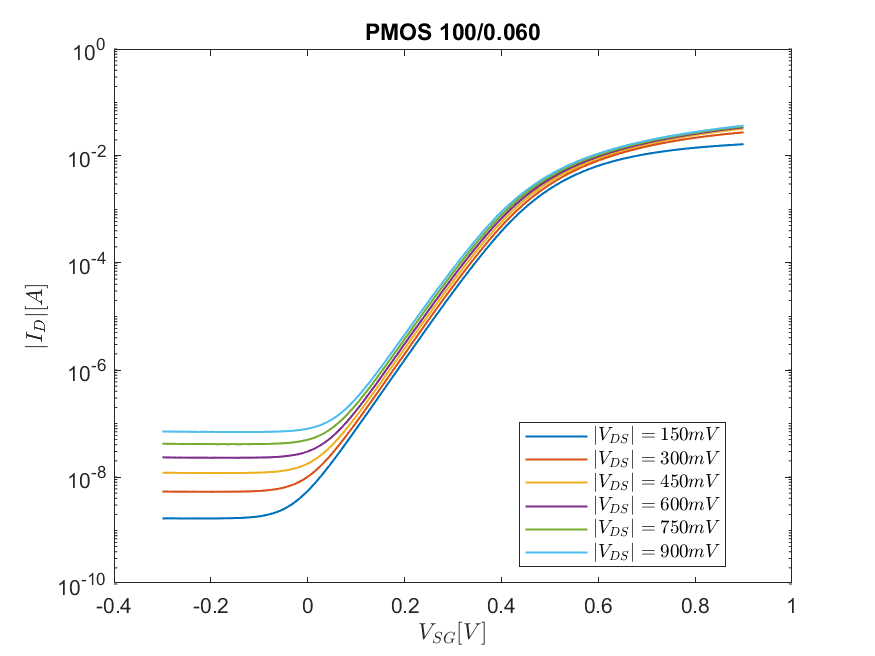 PMOS 100/0.060
10^0
10^-2
10^-4
10^-6
10^-8
10^-10
|I_D|[A]
-0.4 -0.2 0 0.2 0.4 0.6 0.8 1
V_SG[V]
|V_DS| = 150mV
|V_DS| = 300mV
|V_DS| = 450mV
|V_DS| = 600mV
|V_DS| = 750mV
|V_DS| = 900mV